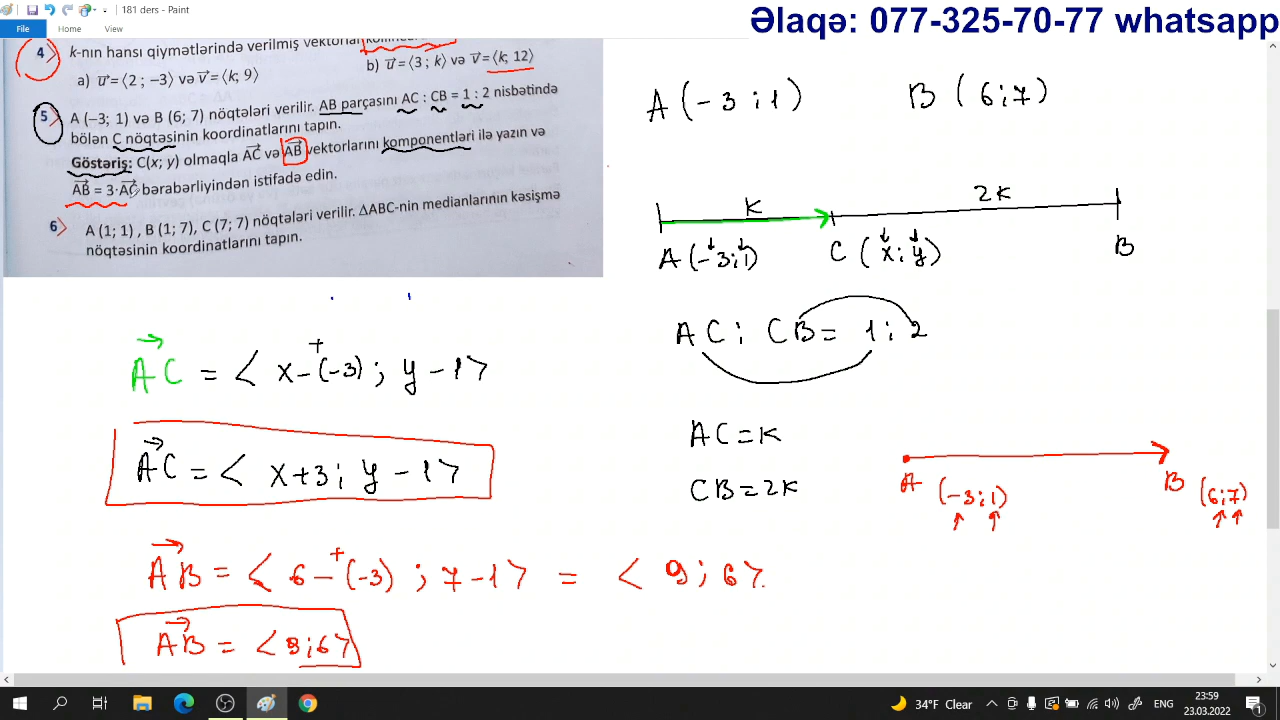 181 ders - Paint
Əlaqə: 077-325-70-77 whatsapp
File Home View
4 k-nın hansı qiymətlərində verilmiş vektorlar
a) u = ⟨2 ; −3⟩ və v = ⟨k; 9⟩ b) u = ⟨3 ; k⟩ və v = ⟨k; 12⟩
5 A (−3; 1) və B (6; 7) nöqtələri verilir. AB parçasını AC : CB = 1 : 2 nisbətində
bölən C nöqtəsinin koordinatlarını tapın.
Göstəriş: C(x; y) olmaqla AC və AB vektorlarını komponentləri ilə yazın və
AB = 3·AC bərabərliyindən istifadə edin.
6 A (1; 1) , B (1; 7), C (7; 7) nöqtələri verilir. ΔABC-nin medianlarının kəsişmə
nöqtəsinin koordinatlarını tapın.
A (-3 ; 1) B ( 6 ; 7)
K 2K
A (-3;1) C ( x ; y) B
AC : CB = 1 : 2
AC = < x - (-3) ; y - 1 >
+
AC = K
AC = < x+3 ; y - 1 >
CB = 2K
A (-3;1) B (6;7)
AB = < 6 - (-3) ; 7 - 1 > = < 9 ; 6 >
+
AB = < 9;6 >
34°F Clear ENG 23:59
23.03.2022 1